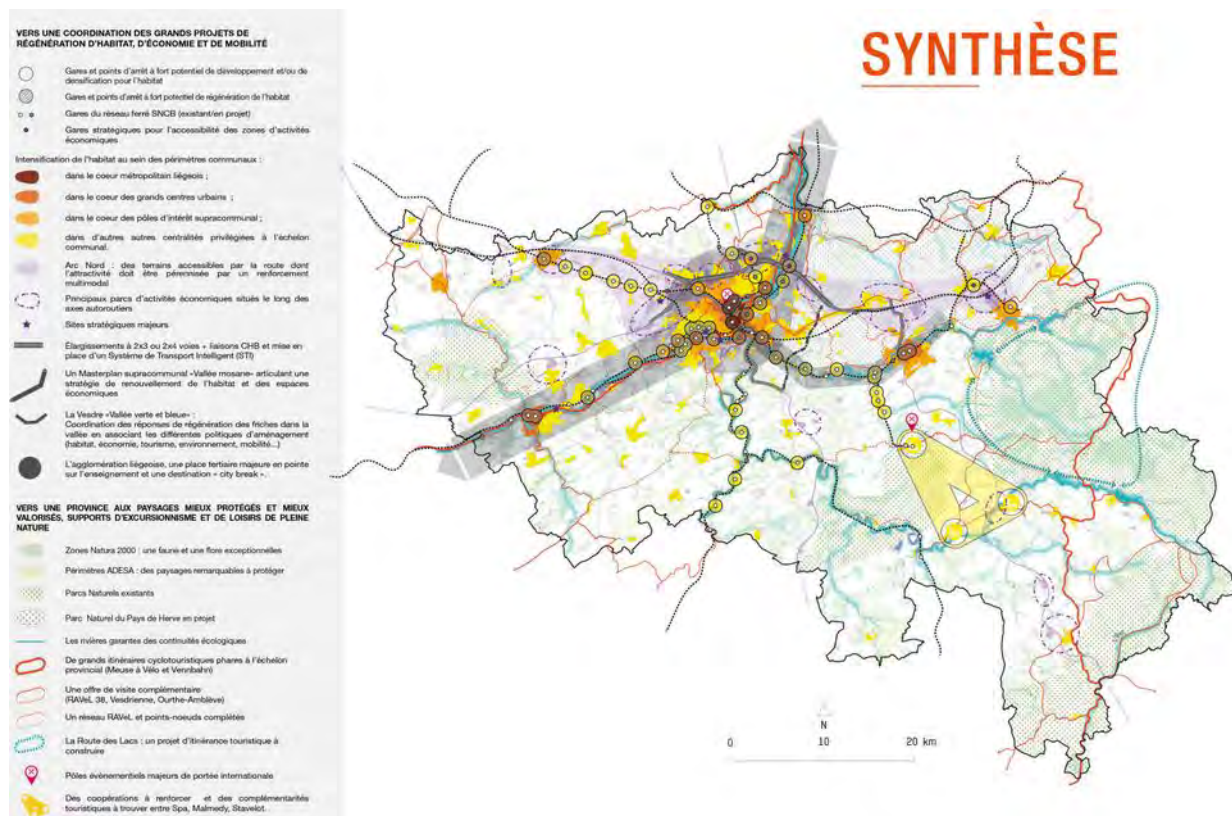 SYNTHÈSE
VERS UNE COORDINATION DES GRANDS PROJETS DE
RÉGÉNÉRATION D'HABITAT, D'ÉCONOMIE ET DE MOBILITÉ
Gares et points d'arrêt à fort potentiel de développement et/ou de
densification pour l'habitat
Gares et points d'arrêt à fort potentiel de régénération de l'habitat
Gares du réseau ferré SNCB (existant/en projet)
Gares stratégiques pour l'accessibilité des zones d'activités
économiques
Intensification de l'habitat au sein des périmètres communaux :
dans le coeur métropolitain liégeois ;
dans le coeur des grands centres urbains ;
dans le coeur des pôles d'intérêt supracommunal ;
dans d'autres autres centralités privilégiées à l'échelon
communal.
Arc Nord : des terrains accessibles par la route dont
l'attractivité doit être pérennisée par un renforcement
multimodal
Principaux parcs d'activités économiques situés le long des
axes autoroutiers
Sites stratégiques majeurs
Élargissements à 2x3 ou 2x4 voies + liaisons CHB et mise en
place d'un Système de Transport Intelligent (STI)
Un Masterplan supracommunal «Vallée mosane» articulant une
stratégie de renouvellement de l'habitat et des espaces
économiques
La Vesdre «Vallée verte et bleue» :
Coordination des réponses de régénération des friches dans la
vallée en associant les différentes politiques d'aménagement
(habitat, économie, tourisme, environnement, mobilité...)
L'agglomération liégeoise, une place tertiaire majeure en pointe
sur l'enseignement et une destination « city break ».
VERS UNE PROVINCE AUX PAYSAGES MIEUX PROTÉGÉS ET MIEUX
VALORISÉS, SUPPORTS D'EXCURSIONNISME ET DE LOISIRS DE PLEINE
NATURE
Zones Natura 2000 : une faune et une flore exceptionnelles
Périmètres ADESA : des paysages remarquables à protéger
Parcs Naturels existants
Parc Naturel du Pays de Herve en projet
Les rivières garantes des continuités écologiques
De grands itinéraires cyclotouristiques phares à l'échelon
provincial (Meuse à Vélo et Vennbahn)
Une offre de visite complémentaire
(RAVeL 38, Vesdrienne, Ourthe-Amblève)
Un réseau RAVeL et points-noeuds complétés
La Route des Lacs : un projet d'itinérance touristique à
construire
Pôles évènementiels majeurs de portée internationale
Des coopérations à renforcer et des complémentarités
touristiques à trouver entre Spa, Malmedy, Stavelot.
N
0 10 20 km